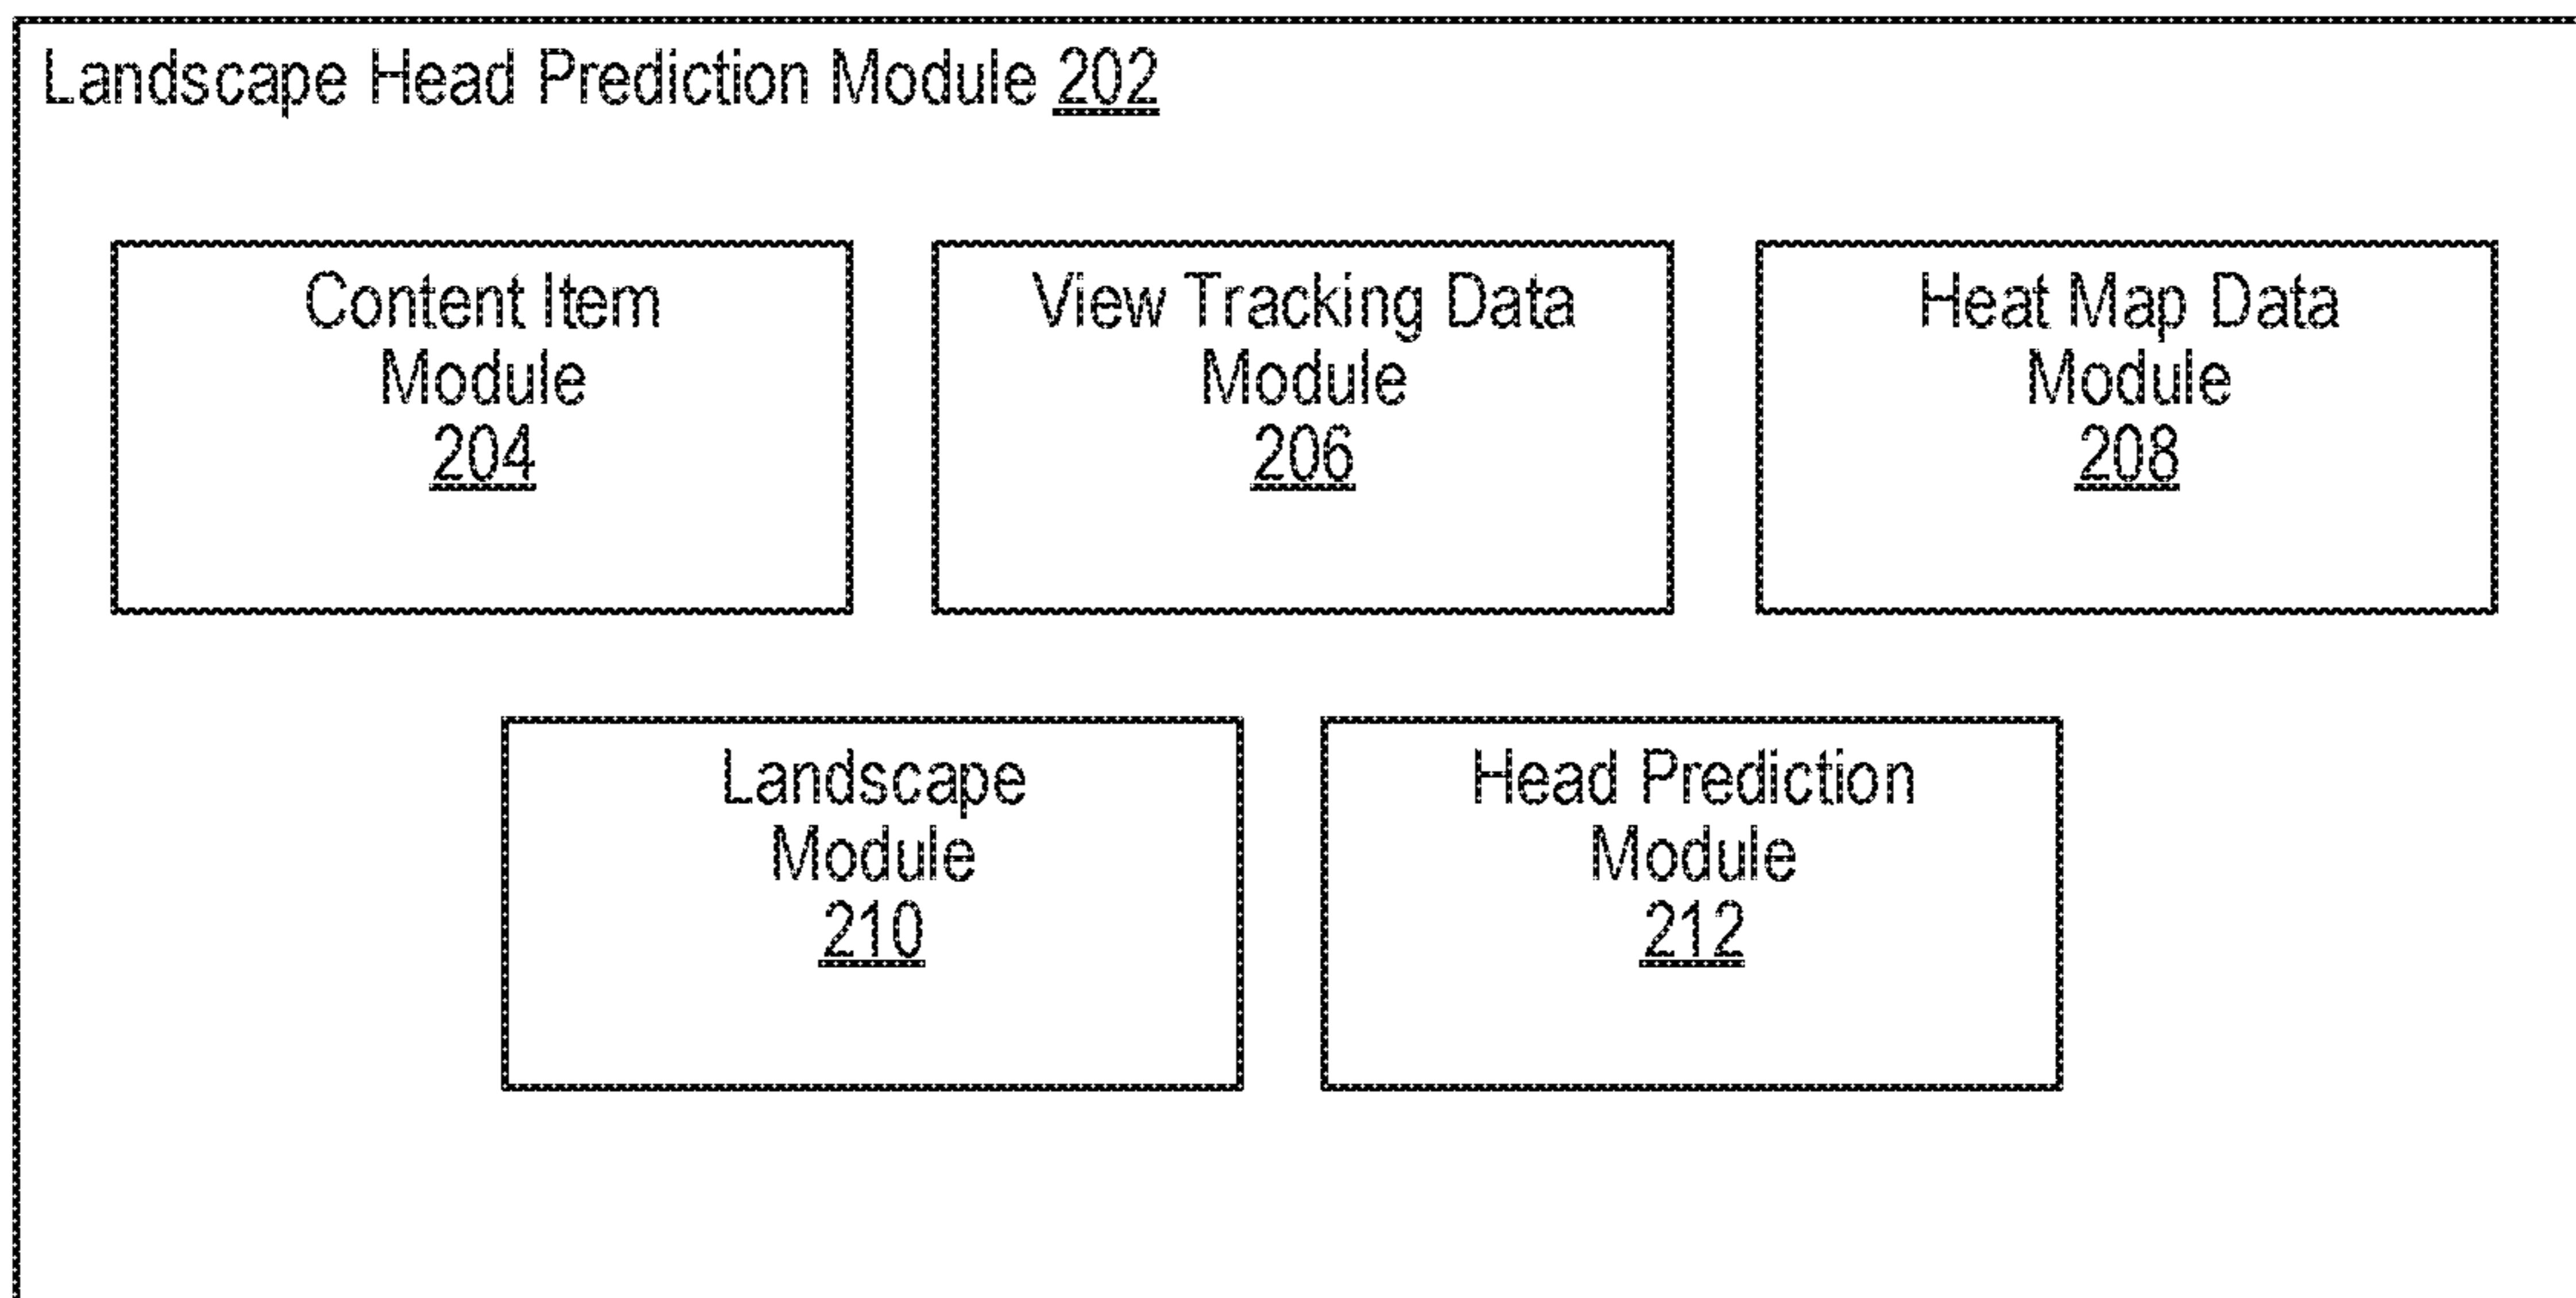 Landscape Head Prediction Module 202
Content Item
Module
204
View Tracking Data
Module
206
Heat Map Data
Module
208
Landscape
Module
210
Head Prediction
Module
212